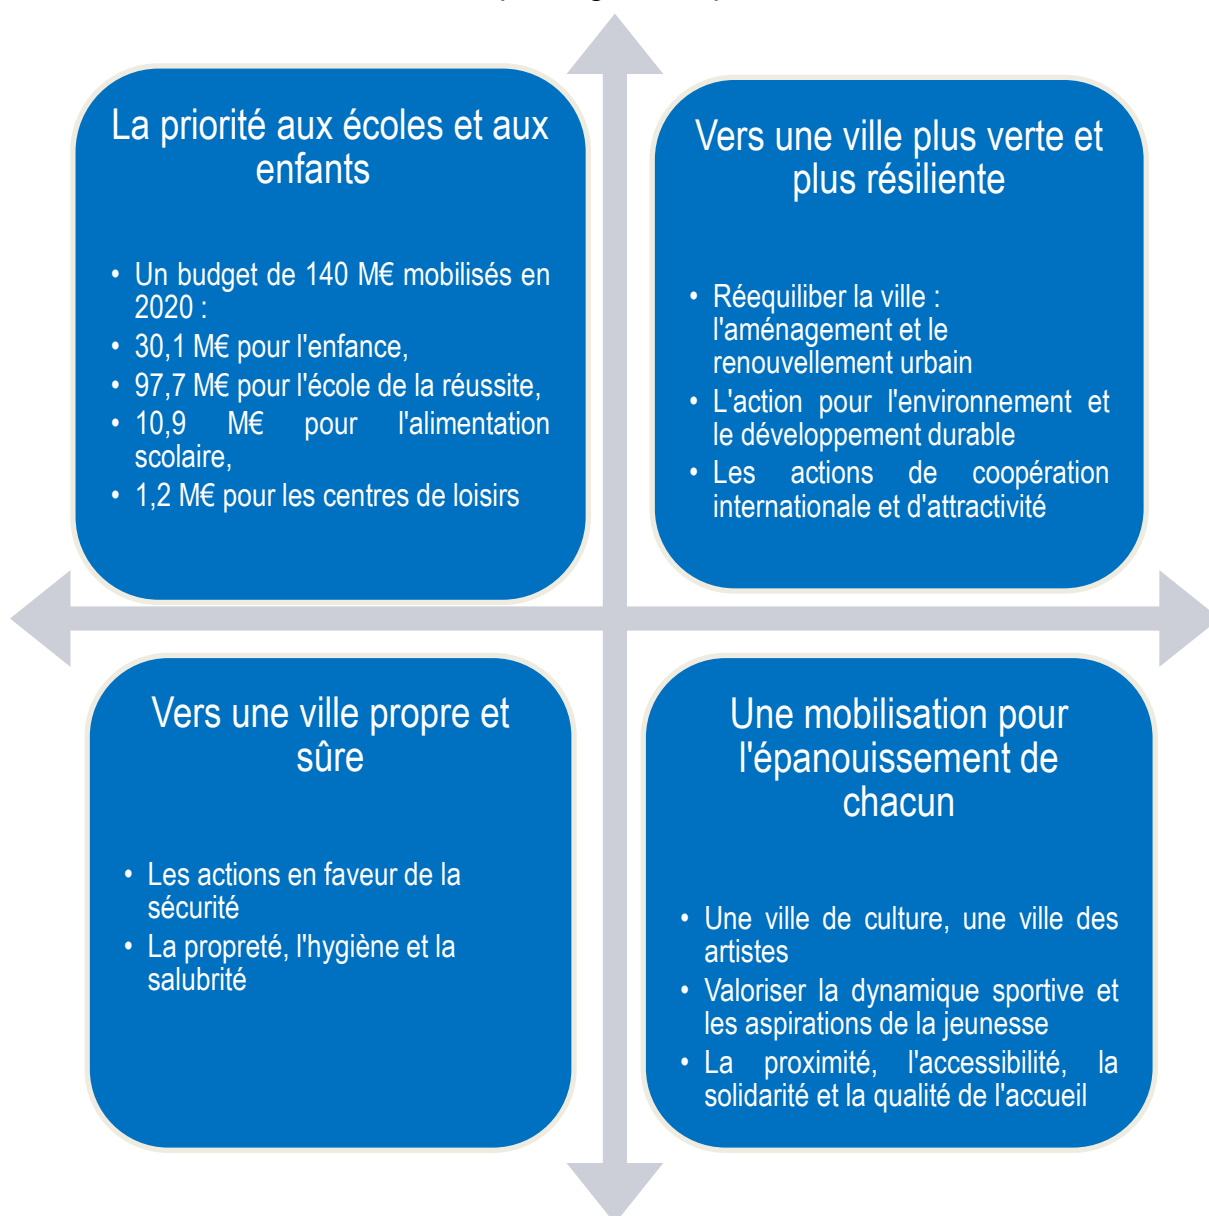 La priorité aux écoles et aux
enfants
• Un budget de 140 M€ mobilisés en
2020 :
• 30,1 M€ pour l'enfance,
• 97,7 M€ pour l'école de la réussite,
• 10,9 M€ pour l'alimentation
scolaire,
• 1,2 M€ pour les centres de loisirs
Vers une ville plus verte et
plus résiliente
• Réequiliber la ville :
l'aménagement et le
renouvellement urbain
• L'action pour l'environnement et
le développement durable
• Les actions de coopération
internationale et d'attractivité
Vers une ville propre et
sûre
• Les actions en faveur de la
sécurité
• La propreté, l'hygiène et la
salubrité
Une mobilisation pour
l'épanouissement de
chacun
• Une ville de culture, une ville des
artistes
• Valoriser la dynamique sportive et
les aspirations de la jeunesse
• La proximité, l'accessibilité, la
solidarité et la qualité de l'accueil